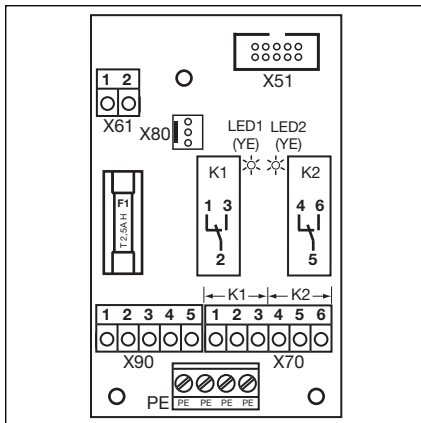 X51
1 2
X61
X80
LED1 LED2
(YE) (YE)
K1 K2
1 3
2
4 6
5
F1
T 2,5A H
K1 K2
1 2 3 4 5 1 2 3 4 5 6
X90 X70
PE
PE PE PE PE